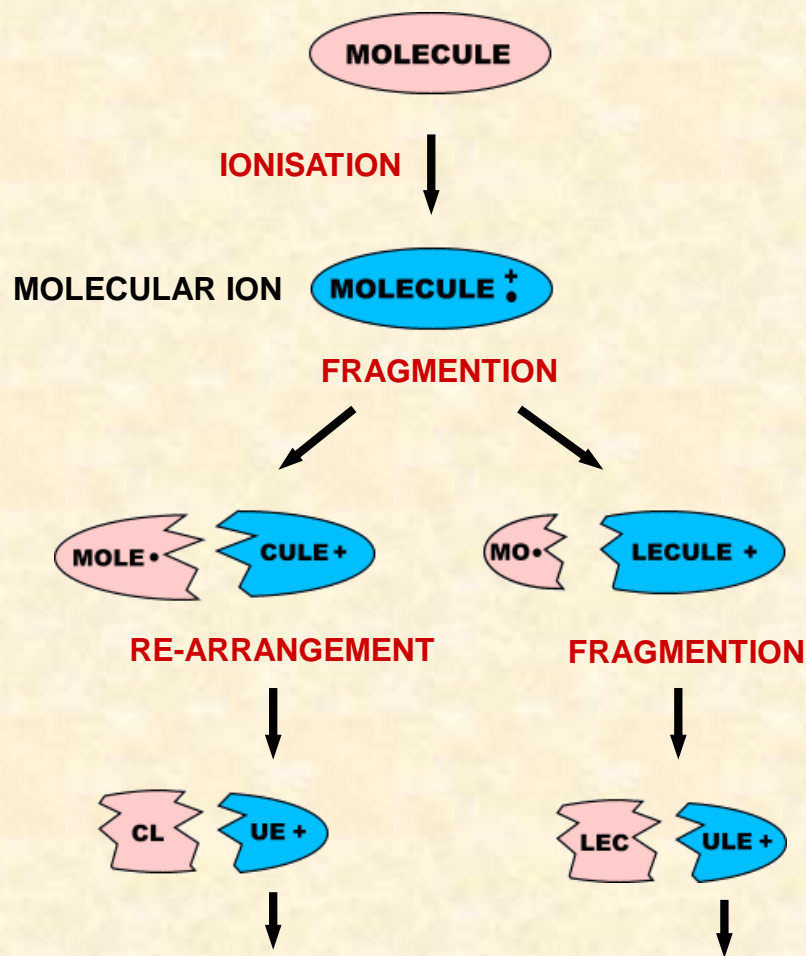 MOLECULE
IONISATION
MOLECULAR ION MOLECULE +•
FRAGMENTION
MOLE• CULE+ MO• LECULE +
RE-ARRANGEMENT FRAGMENTION
CL UE + LEC ULE+